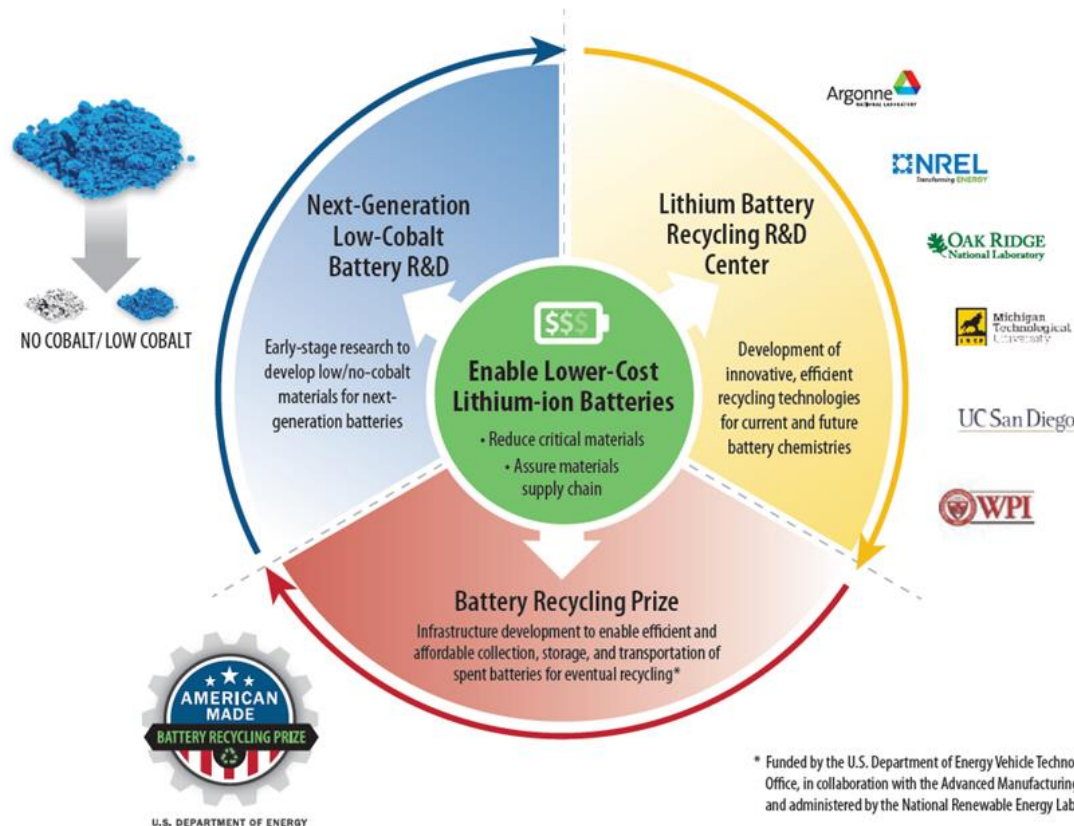 Argonne
NATIONAL LABORATORY
NREL
Transforming ENERGY
OAK RIDGE
National Laboratory
Michigan
Technological
University
UC San Diego
WPI
NO COBALT/ LOW COBALT
Next-Generation
Low-Cobalt
Battery R&D
Early-stage research to
develop low/no-cobalt
materials for next-
generation batteries
Lithium Battery
Recycling R&D
Center
Development of
innovative, efficient
recycling technologies
for current and future
battery chemistries
$$$
Enable Lower-Cost
Lithium-ion Batteries
• Reduce critical materials
• Assure materials
supply chain
Battery Recycling Prize
Infrastructure development to enable efficient and
affordable collection, storage, and transportation of
spent batteries for eventual recycling*
AMERICAN
MADE
BATTERY RECYCLING PRIZE
U.S. DEPARTMENT OF ENERGY
* Funded by the U.S. Department of Energy Vehicle Techno
Office, in collaboration with the Advanced Manufacturing
and administered by the National Renewable Energy Lab